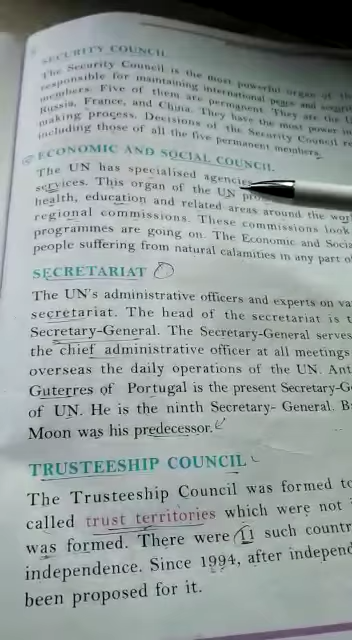 SECURITY COUNCIL
The Security Council is the most powerful organ of the
responsible for maintaining international peace and
members. Five of them are permanent. They are the U
Russia, France, and China. They have the most power in
making process. Decisions of the Security Council re
including those of all the five permanent members.
ECONOMIC AND SOCIAL COUNCIL
The UN has specialised agencies
services. This organ of the UN
health, education and related areas around the
regional commissions. These commissions look
programmes are going on. The Economic and Socia
people suffering from natural calamities in any part of
SECRETARIAT
The UN's administrative officers and experts on va
secretariat. The head of the secretariat is t
Secretary-General. The Secretary-General serves
the chief administrative officer at all meetings
overseas the daily operations of the UN. Ant
Guterres of Portugal is the present Secretary-G
of UN. He is the ninth Secretary- General. B
Moon was his predecessor.
TRUSTEESHIP COUNCIL
The Trusteeship Council was formed to
called trust territories which were not
was formed. There were 11 such countr
independence. Since 1994, after independ
been proposed for it.